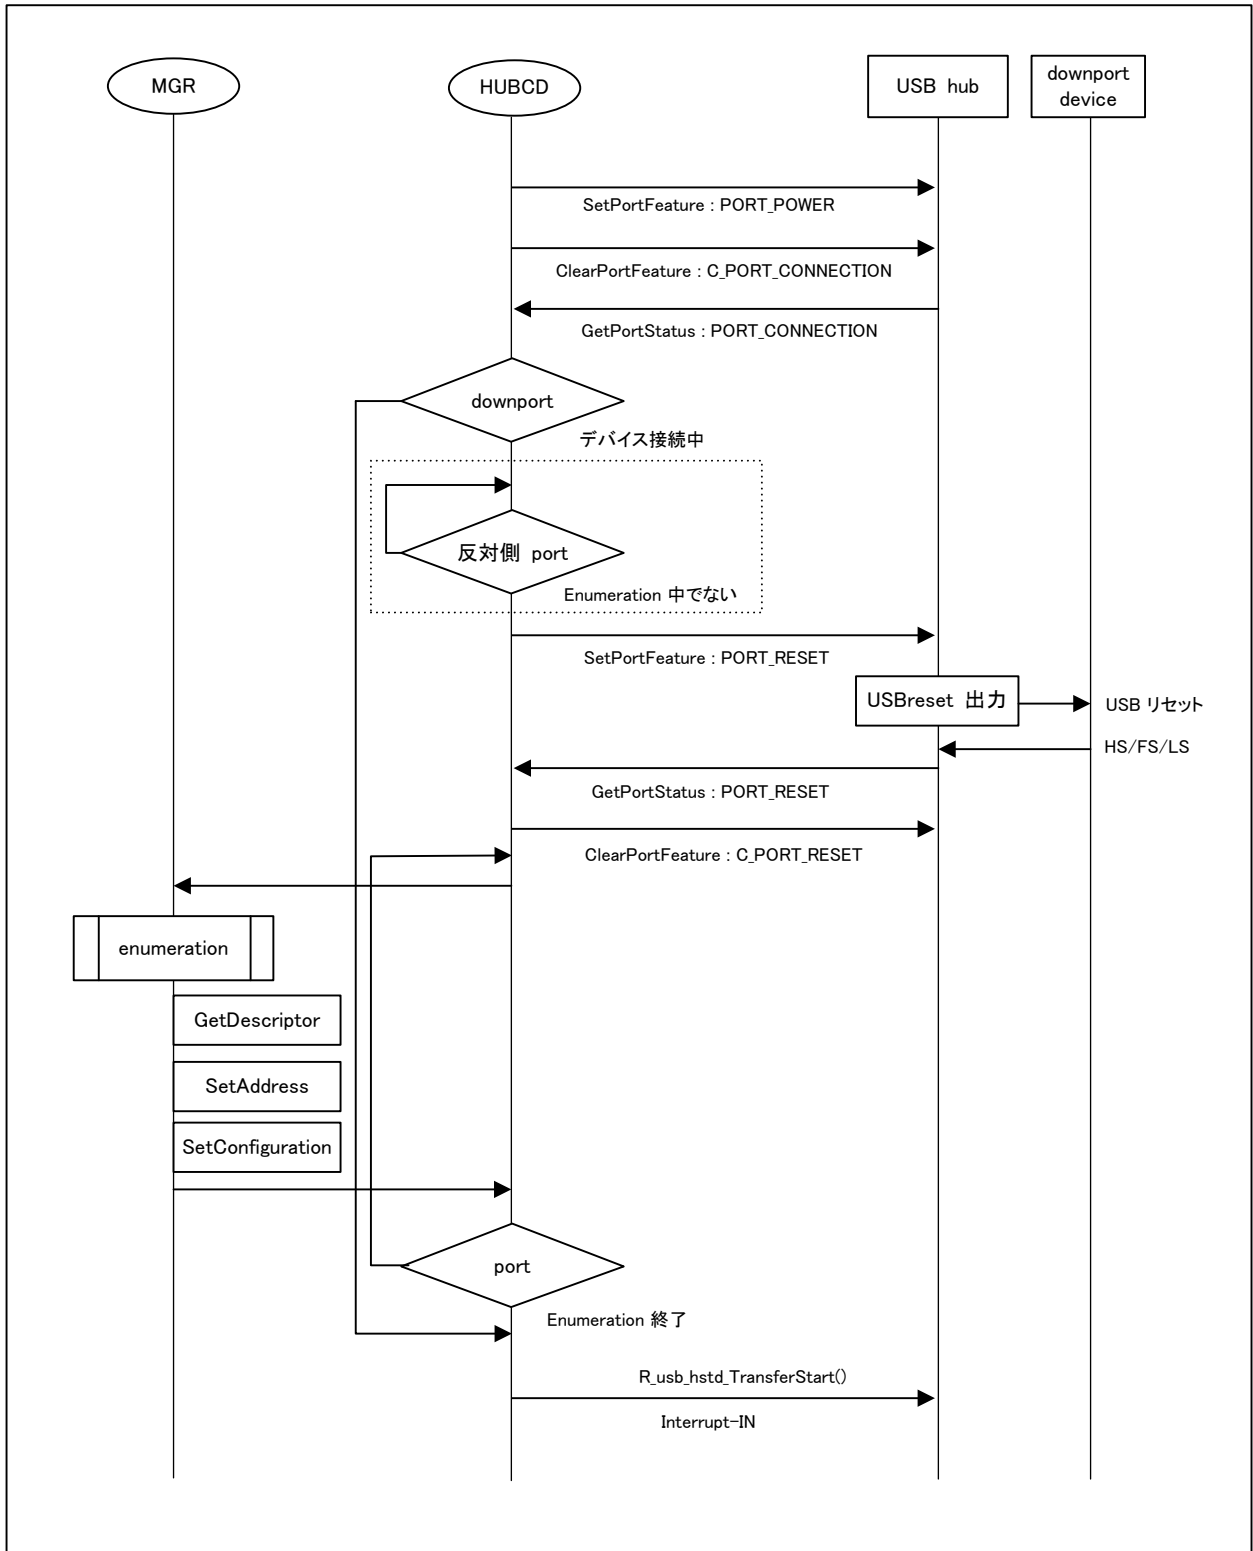 MGR
HUBCD
USB hub
downport
device
SetPortFeature : PORT_POWER
ClearPortFeature : C_PORT_CONNECTION
GetPortStatus : PORT_CONNECTION
downport
デバイス接続中
反対側 port
Enumeration 中でない
SetPortFeature : PORT_RESET
USBreset 出力
USB リセット
HS/FS/LS
GetPortStatus : PORT_RESET
ClearPortFeature : C_PORT_RESET
enumeration
GetDescriptor
SetAddress
SetConfiguration
port
Enumeration 終了
R_usb_hstd_TransferStart()
Interrupt-IN